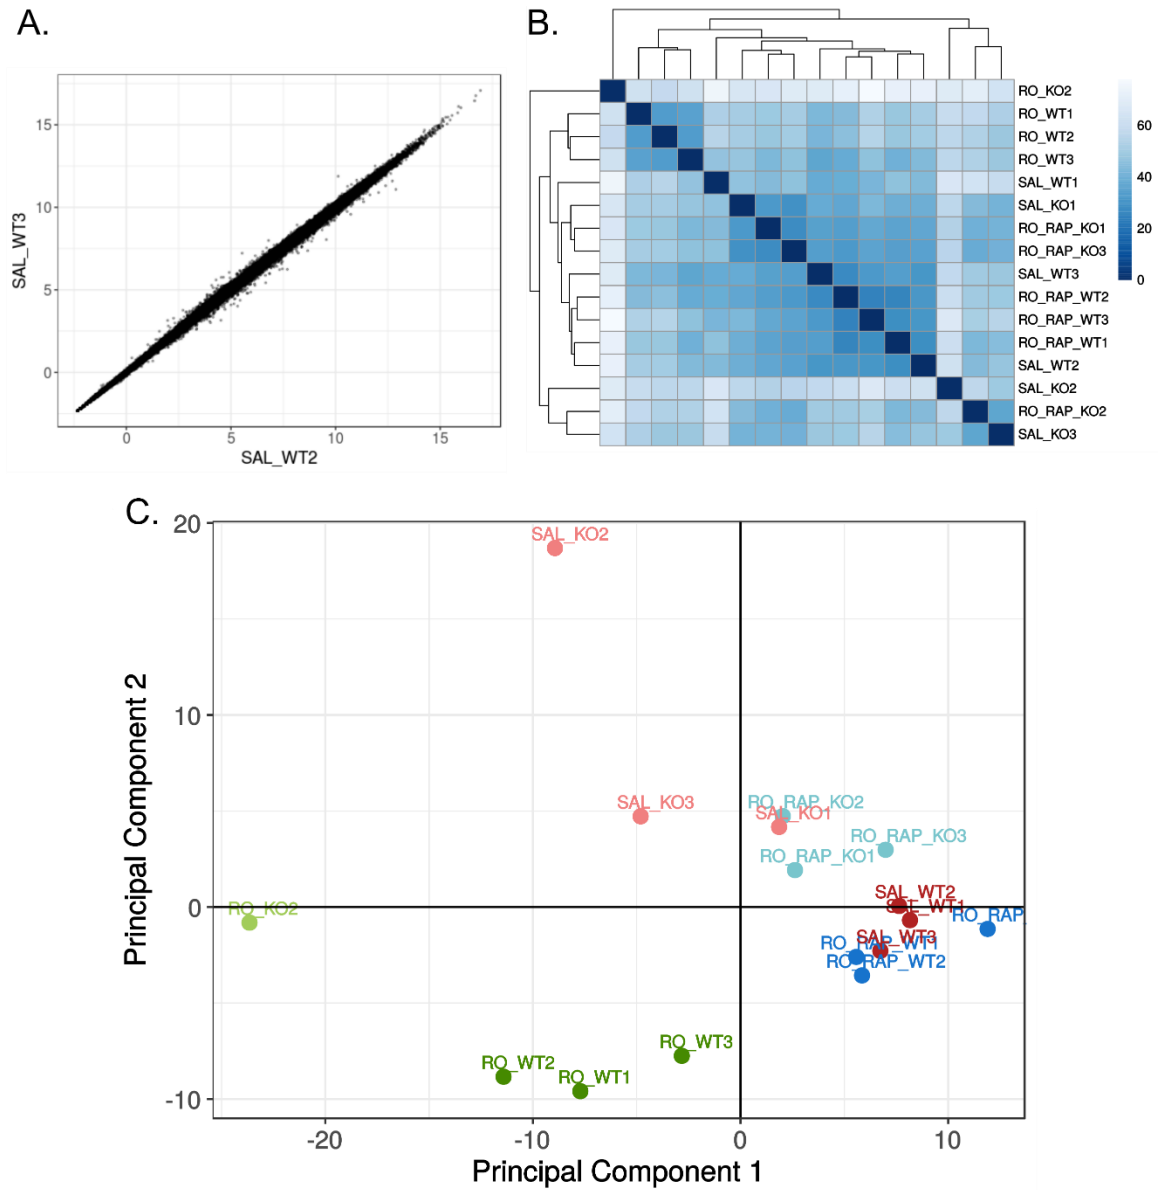 A.
15
10
5
0
SAL_WT3
0
5
10
15
SAL_WT2
B.
RO_KO2
RO_WT1
RO_WT2
RO_WT3
SAL_WT1
SAL_KO1
RO_RAP_KO1
RO_RAP_KO3
SAL_WT3
RO_RAP_WT2
RO_RAP_WT3
RO_RAP_WT1
SAL_WT2
SAL_KO2
RO_RAP_KO2
SAL_KO3
60
40
20
0
C.
20
10
0
-10
Principal Component 2
SAL_KO2
SAL_KO3
RO_RAP_KO2
SAL_KO1
RO_RAP_KO3
RO_RAP_KO1
SAL_WT2
SAL_WT1
RO_KO2
RO_RAP
SAL_WT3
RO_RAP_WT1
RO_RAP_WT2
RO_WT3
RO_WT2
RO_WT1
-20
-10
0
10
Principal Component 1